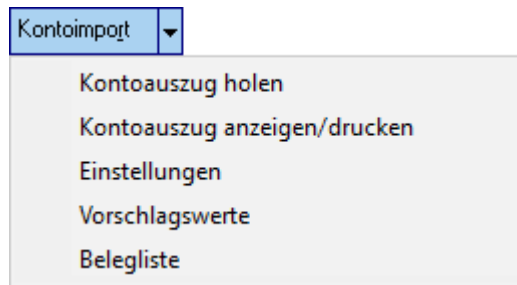 Kontoimport
Kontoauszug holen
Kontoauszug anzeigen/drucken
Einstellungen
Vorschlagswerte
Belegliste